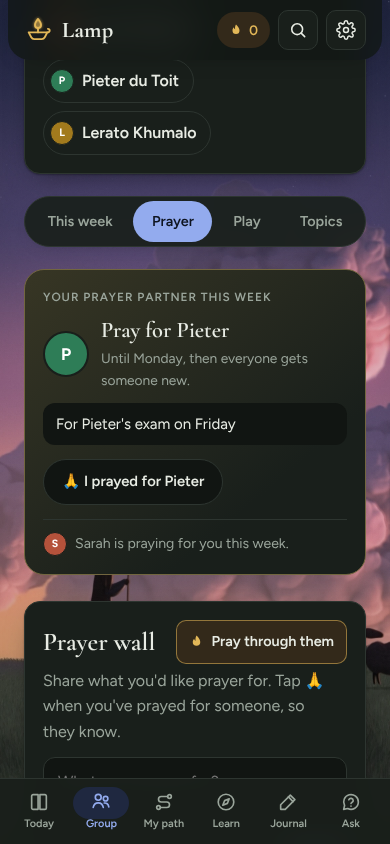 Lamp
0
P Pieter du Toit
L Lerato Khumalo
This week Prayer Play Topics
YOUR PRAYER PARTNER THIS WEEK
P
Pray for Pieter
Until Monday, then everyone gets
someone new.
For Pieter's exam on Friday
🙏 I prayed for Pieter
S Sarah is praying for you this week.
Prayer wall
Pray through them
Share what you'd like prayer for. Tap 🙏
when you've prayed for someone, so
they know.
Today Group My path Learn Journal Ask